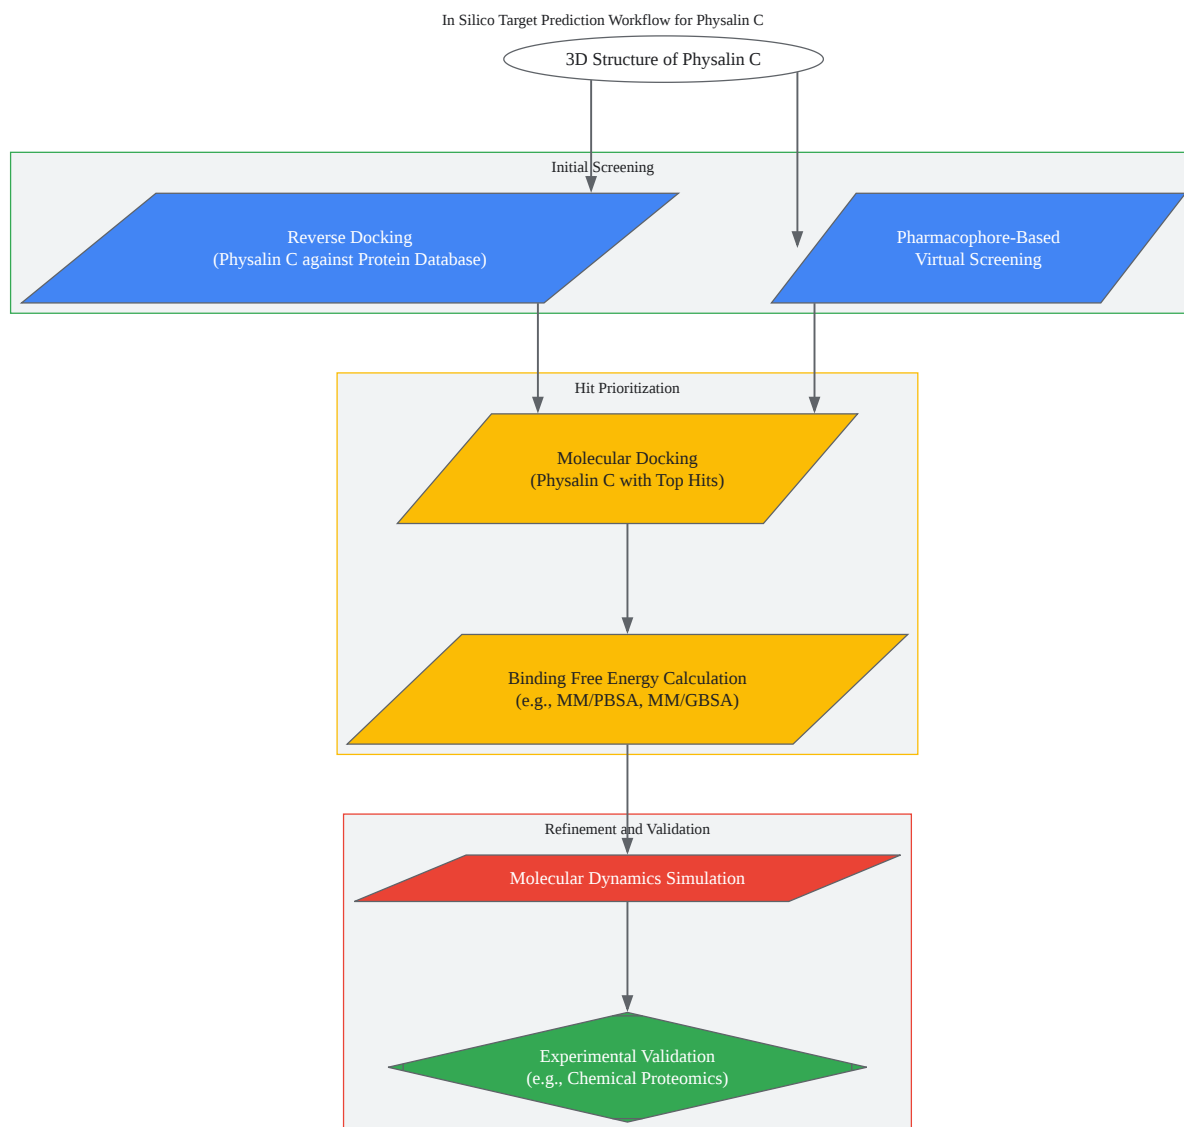 In Silico Target Prediction Workflow for Physalin C
3D Structure of Physalin C
Initial Screening
Reverse Docking
(Physalin C against Protein Database)
Pharmacophore-Based
Virtual Screening
Hit Prioritization
Molecular Docking
(Physalin C with Top Hits)
Binding Free Energy Calculation
(e.g., MM/PBSA, MM/GBSA)
Refinement and Validation
Molecular Dynamics Simulation
Experimental Validation
(e.g., Chemical Proteomics)